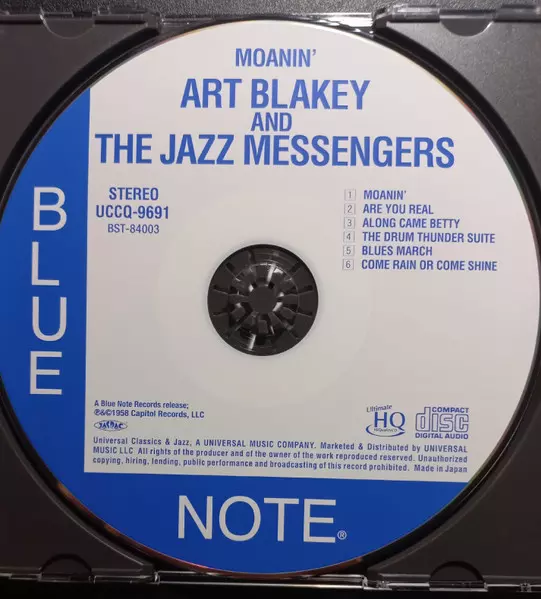 MOANIN'
ART BLAKEY
AND
THE JAZZ MESSENGERS
STEREO
UCCQ-9691
BST-84003
1 MOANIN'
2 ARE YOU REAL
3 ALONG CAME BETTY
4 THE DRUM THUNDER SUITE
5 BLUES MARCH
6 COME RAIN OR COME SHINE
BLUE
A Blue Note Records release;
℗&©1958 Capitol Records, LLC
JASRAC
Ultimate
HQ
COMPACT
disc
DIGITAL AUDIO
Universal Classics & Jazz, A UNIVERSAL MUSIC COMPANY. Marketed & Distributed by UNIVERSAL
MUSIC LLC All rights of the producer and of the owner of the work reproduced reserved. Unauthorized
copying, hiring, lending, public performance and broadcasting of this record prohibited. Made in Japan
NOTE®